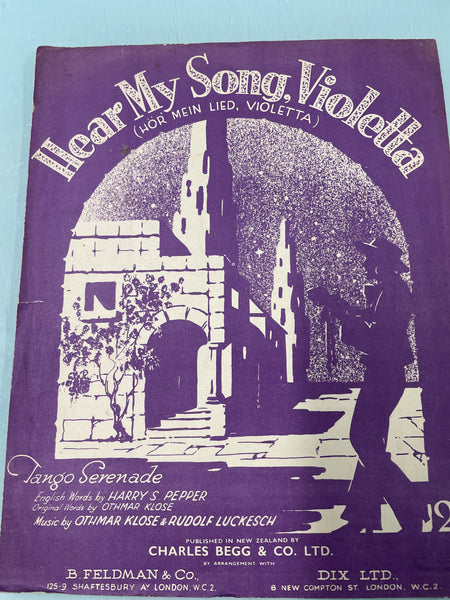 Hear My Song, Violetta
(HÖR MEIN LIED, VIOLETTA)
Tango Serenade
English Words by HARRY S. PEPPER
Original Words by OTHMAR KLOSE
Music by OTHMAR KLOSE & RUDOLF LUCKESCH
2
PUBLISHED IN NEW ZEALAND BY
CHARLES BEGG & CO. LTD.
BY ARRANGEMENT WITH
B. FELDMAN & CO., DIX LTD.,
125-9 SHAFTESBURY AV. LONDON, W.C.2. 8 NEW COMPTON ST. LONDON, W.C.2.